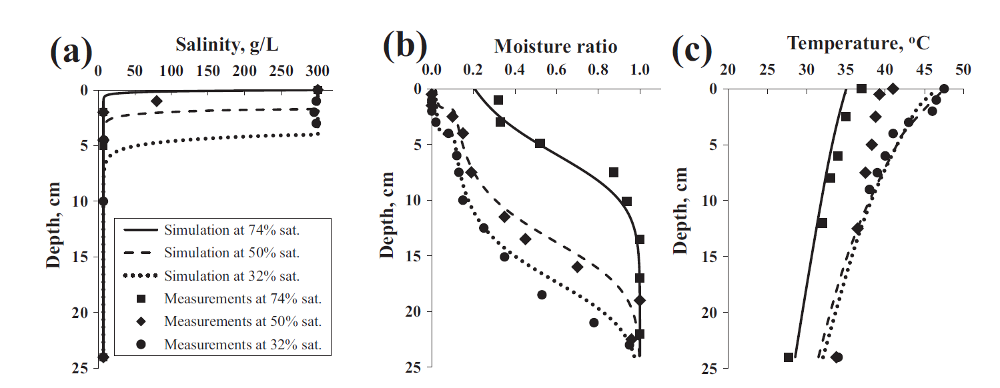 (a)
Salinity, g/L
0 50 100 150 200 250 300
0
5
10
15
20
25
Depth, cm
Simulation at 74% sat.
Simulation at 50% sat.
Simulation at 32% sat.
Measurements at 74% sat.
Measurements at 50% sat.
Measurements at 32% sat.
(b)
Moisture ratio
0.0 0.2 0.4 0.6 0.8 1.0
0
5
10
15
20
25
Depth, cm
(c)
Temperature, °C
20 25 30 35 40 45 50
0
5
10
15
20
25
Depth, cm